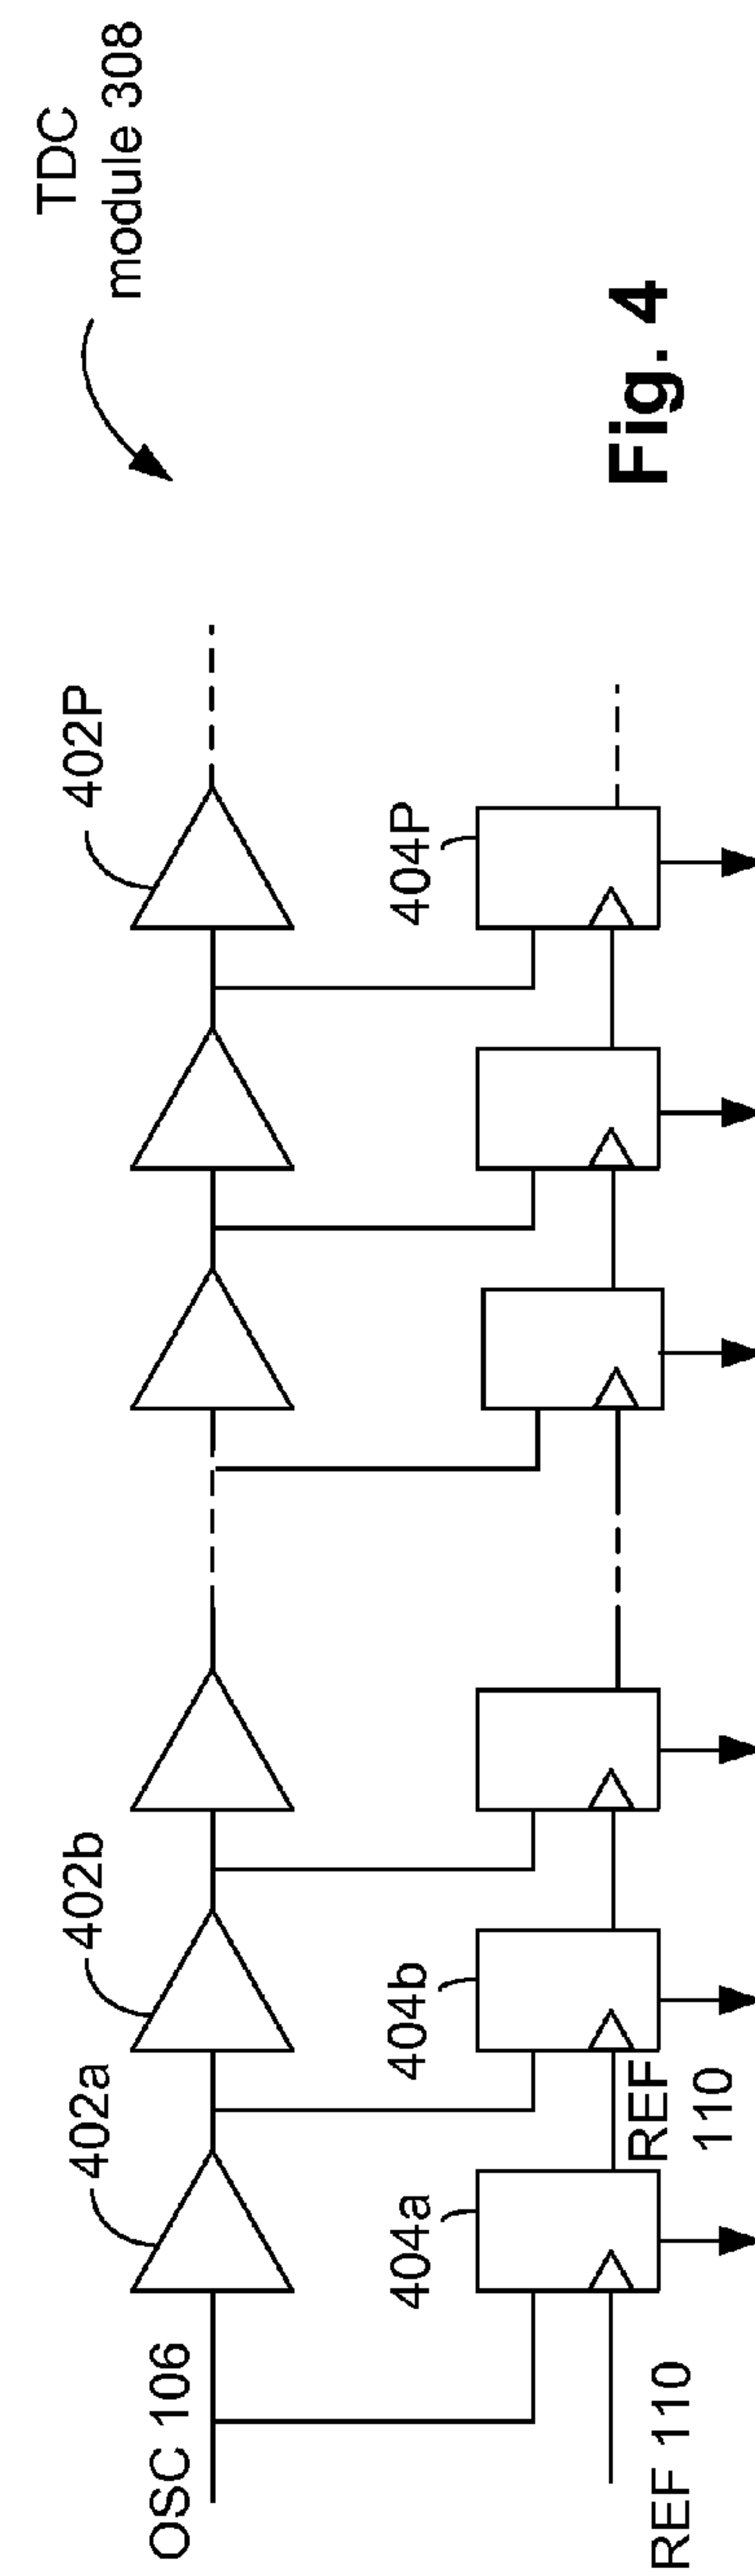 TDC
module 308
402a
402b
402P
OSC 106
404a
404b
404P
REF 110
REF
110
Fig. 4